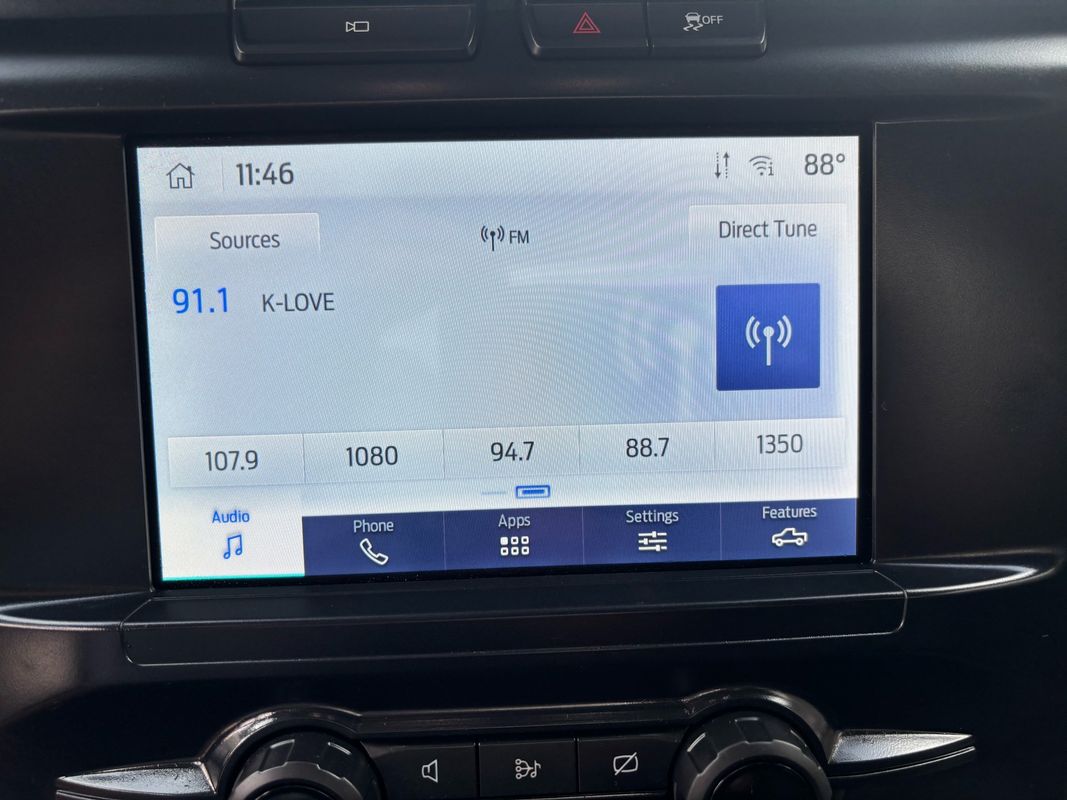 OFF
11:46
88°
Sources
FM
Direct Tune
91.1 K-LOVE
107.9 1080 94.7 88.7 1350
Audio Phone Apps Settings Features